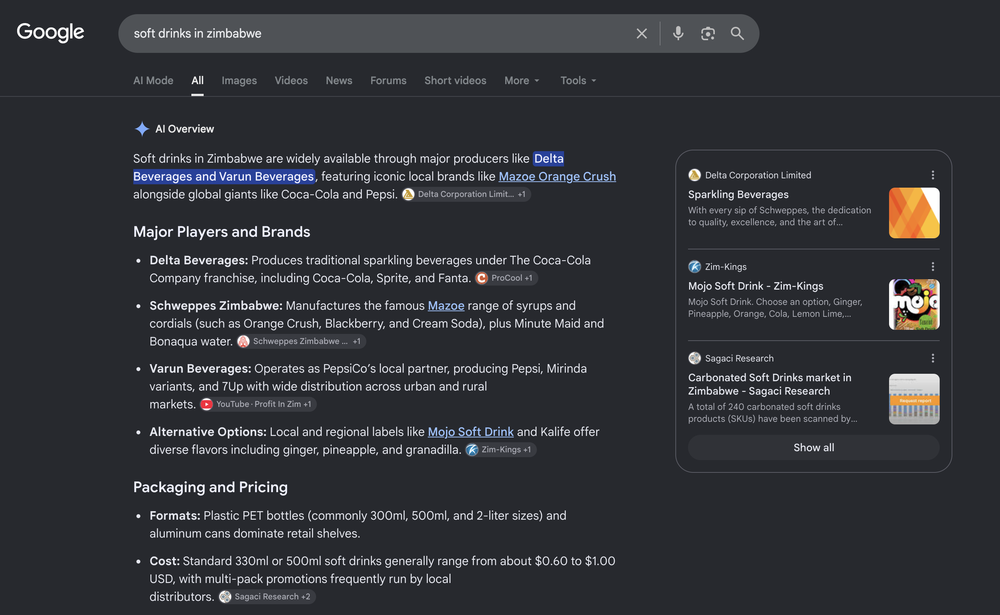 Google
soft drinks in zimbabwe
AI Mode
All
Images
Videos
News
Forums
Short videos
More
Tools
AI Overview
Soft drinks in Zimbabwe are widely available through major producers like Delta
Beverages and Varun Beverages, featuring iconic local brands like Mazoe Orange Crush
alongside global giants like Coca-Cola and Pepsi. Delta Corporation Limit... +1
Major Players and Brands
• Delta Beverages: Produces traditional sparkling beverages under The Coca-Cola
Company franchise, including Coca-Cola, Sprite, and Fanta. ProCool +1
• Schweppes Zimbabwe: Manufactures the famous Mazoe range of syrups and
cordials (such as Orange Crush, Blackberry, and Cream Soda), plus Minute Maid and
Bonaqua water. Schweppes Zimbabwe ... +1
• Varun Beverages: Operates as PepsiCo’s local partner, producing Pepsi, Mirinda
variants, and 7Up with wide distribution across urban and rural
markets. YouTube · Profit In Zim +1
• Alternative Options: Local and regional labels like Mojo Soft Drink and Kalife offer
diverse flavors including ginger, pineapple, and granadilla. Zim-Kings +1
Packaging and Pricing
• Formats: Plastic PET bottles (commonly 300ml, 500ml, and 2-liter sizes) and
aluminum cans dominate retail shelves.
• Cost: Standard 330ml or 500ml soft drinks generally range from about $0.60 to $1.00
USD, with multi-pack promotions frequently run by local
distributors. Sagaci Research +2
Delta Corporation Limited
Sparkling Beverages
With every sip of Schweppes, the dedication
to quality, excellence, and the art of...
Zim-Kings
Mojo Soft Drink - Zim-Kings
Mojo Soft Drink. Choose an option, Ginger,
Pineapple, Orange, Cola, Lemon Lime,...
mojo
Sagaci Research
Carbonated Soft Drinks market in
Zimbabwe - Sagaci Research
A total of 240 carbonated soft drinks
products (SKUs) have been scanned by...
Request report
Show all